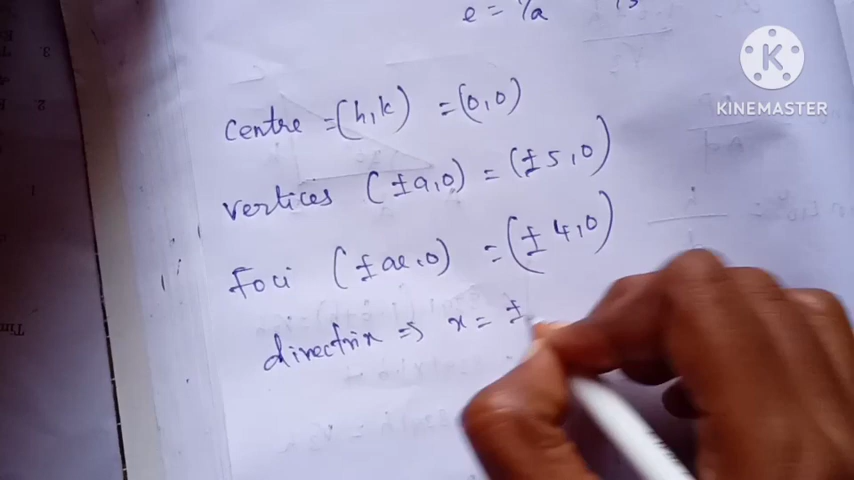 e = c/a
K
KINEMASTER
centre = (h,k) = (0,0)
vertices (±a,0) = (±5,0)
Foci (±ae,0) = (±4,0)
directrix ⇒ x = ±